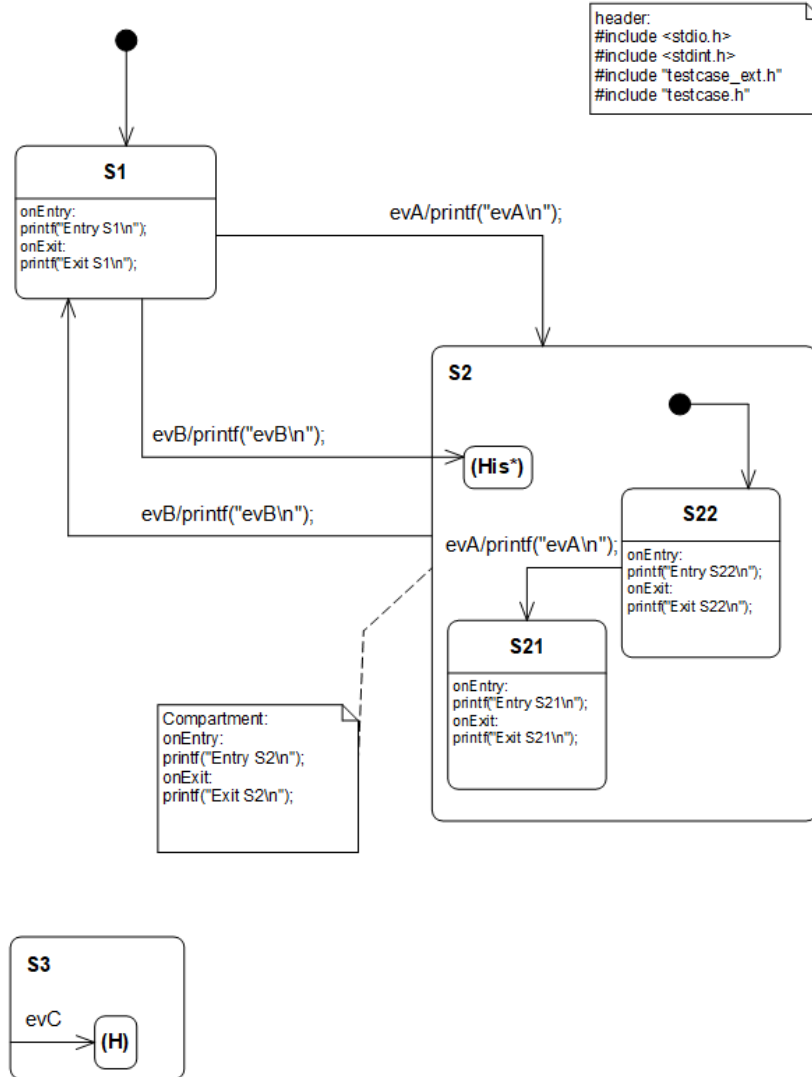 header:
#include <stdio.h>
#include <stdint.h>
#include "testcase_ext.h"
#include "testcase.h"
S1
onEntry:
printf("Entry S1\n");
onExit:
printf("Exit S1\n");
evA/printf("evA\n");
S2
evB/printf("evB\n");
(His*)
evB/printf("evB\n");
S22
onEntry:
printf("Entry S22\n");
onExit:
printf("Exit S22\n");
evA/printf("evA\n");
S21
onEntry:
printf("Entry S21\n");
onExit:
printf("Exit S21\n");
Compartment:
onEntry:
printf("Entry S2\n");
onExit:
printf("Exit S2\n");
S3
evC
(H)